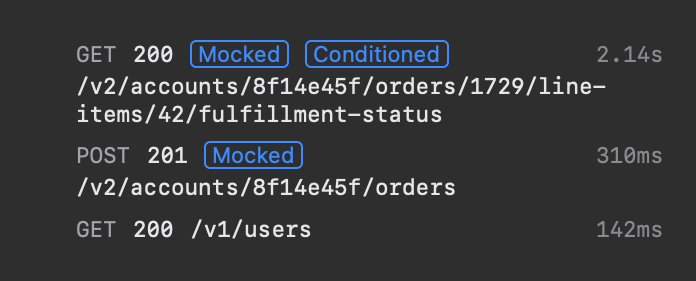 GET 200 Mocked Conditioned 2.14s
/v2/accounts/8f14e45f/orders/1729/line-
items/42/fulfillment-status
POST 201 Mocked 310ms
/v2/accounts/8f14e45f/orders
GET 200 /v1/users 142ms